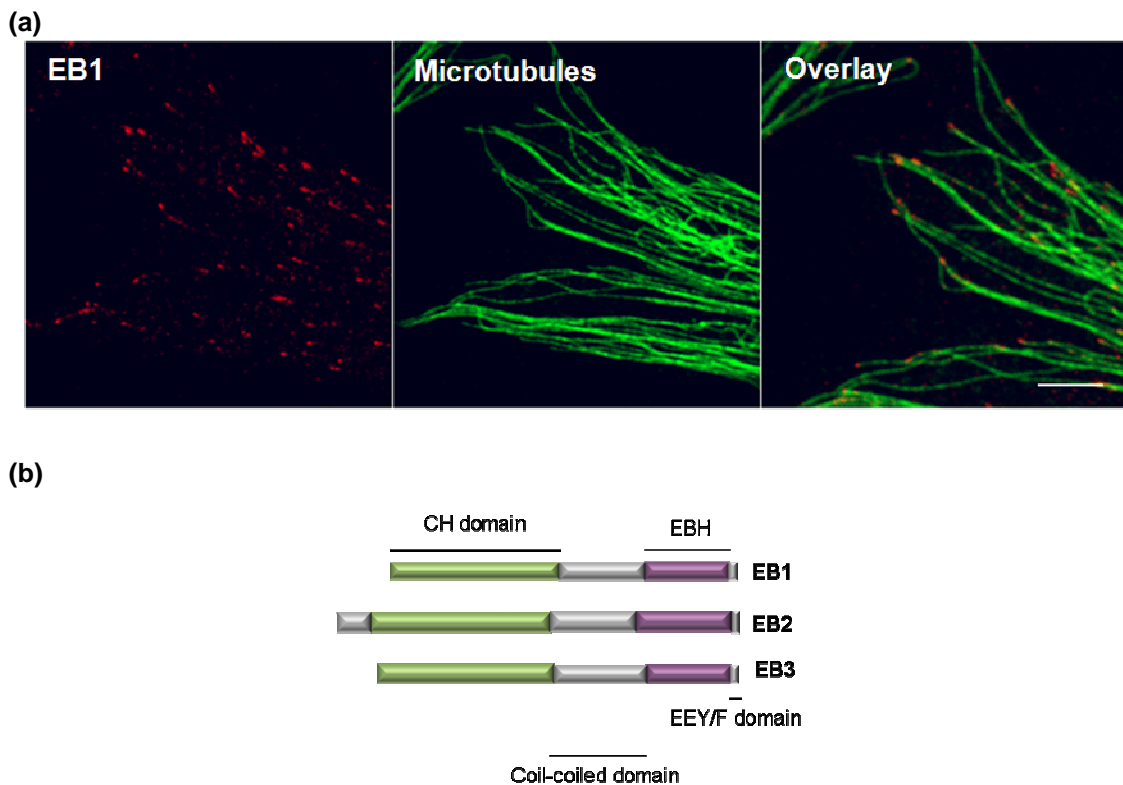 (a)
EB1
Microtubules
Overlay
(b)
CH domain
EBH
EB1
EB2
EB3
EEY/F domain
Coil-coiled domain